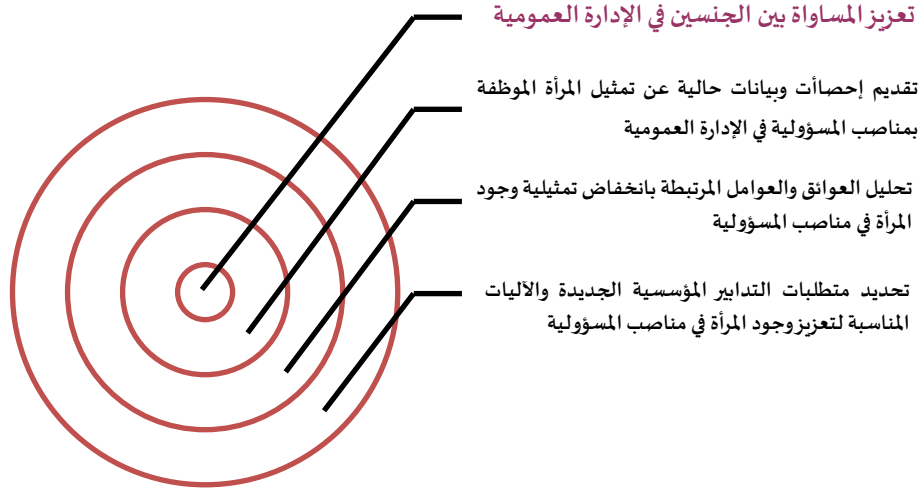 تعزيز المساواة بين الجنسين في الإدارة العمومية
تقديم إحصاأت وبيانات حالية عن تمثيل المرأة الموظفة
بمناصب المسؤولية في الإدارة العمومية
تحليل العوائق والعوامل المرتبطة بانخفاض تمثيلية وجود
المرأة في مناصب المسؤولية
تحديد متطلبات التدابير المؤسسية الجديدة والآليات
المناسبة لتعزيز وجود المرأة في مناصب المسؤولية